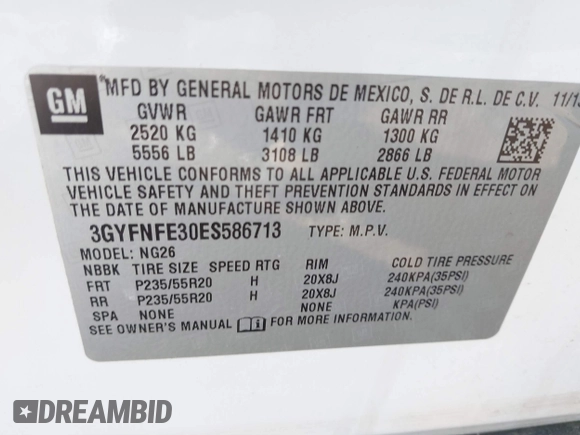 GM
MFD BY GENERAL MOTORS DE MEXICO, S. DE R.L. DE C.V.
GVWR GAWR FRT GAWR RR
2520 KG 1410 KG 1300 KG
5556 LB 3108 LB 2866 LB
THIS VEHICLE CONFORMS TO ALL APPLICABLE U.S. FEDERAL MOTOR
VEHICLE SAFETY AND THEFT PREVENTION STANDARDS IN EFFECT ON
THE DATE OF MANUFACTURE SHOWN ABOVE.
3GYFNFE30ES586713 TYPE: M.P.V.
MODEL: NG26
NBBK TIRE SIZE SPEED RTG RIM COLD TIRE PRESSURE
FRT P235/55R20 H 20X8J 240KPA(35PSI)
RR P235/55R20 H 20X8J 240KPA(35PSI)
SPA NONE NONE KPA(PSI)
SEE OWNER'S MANUAL FOR MORE INFORMATION.
DREAMBID